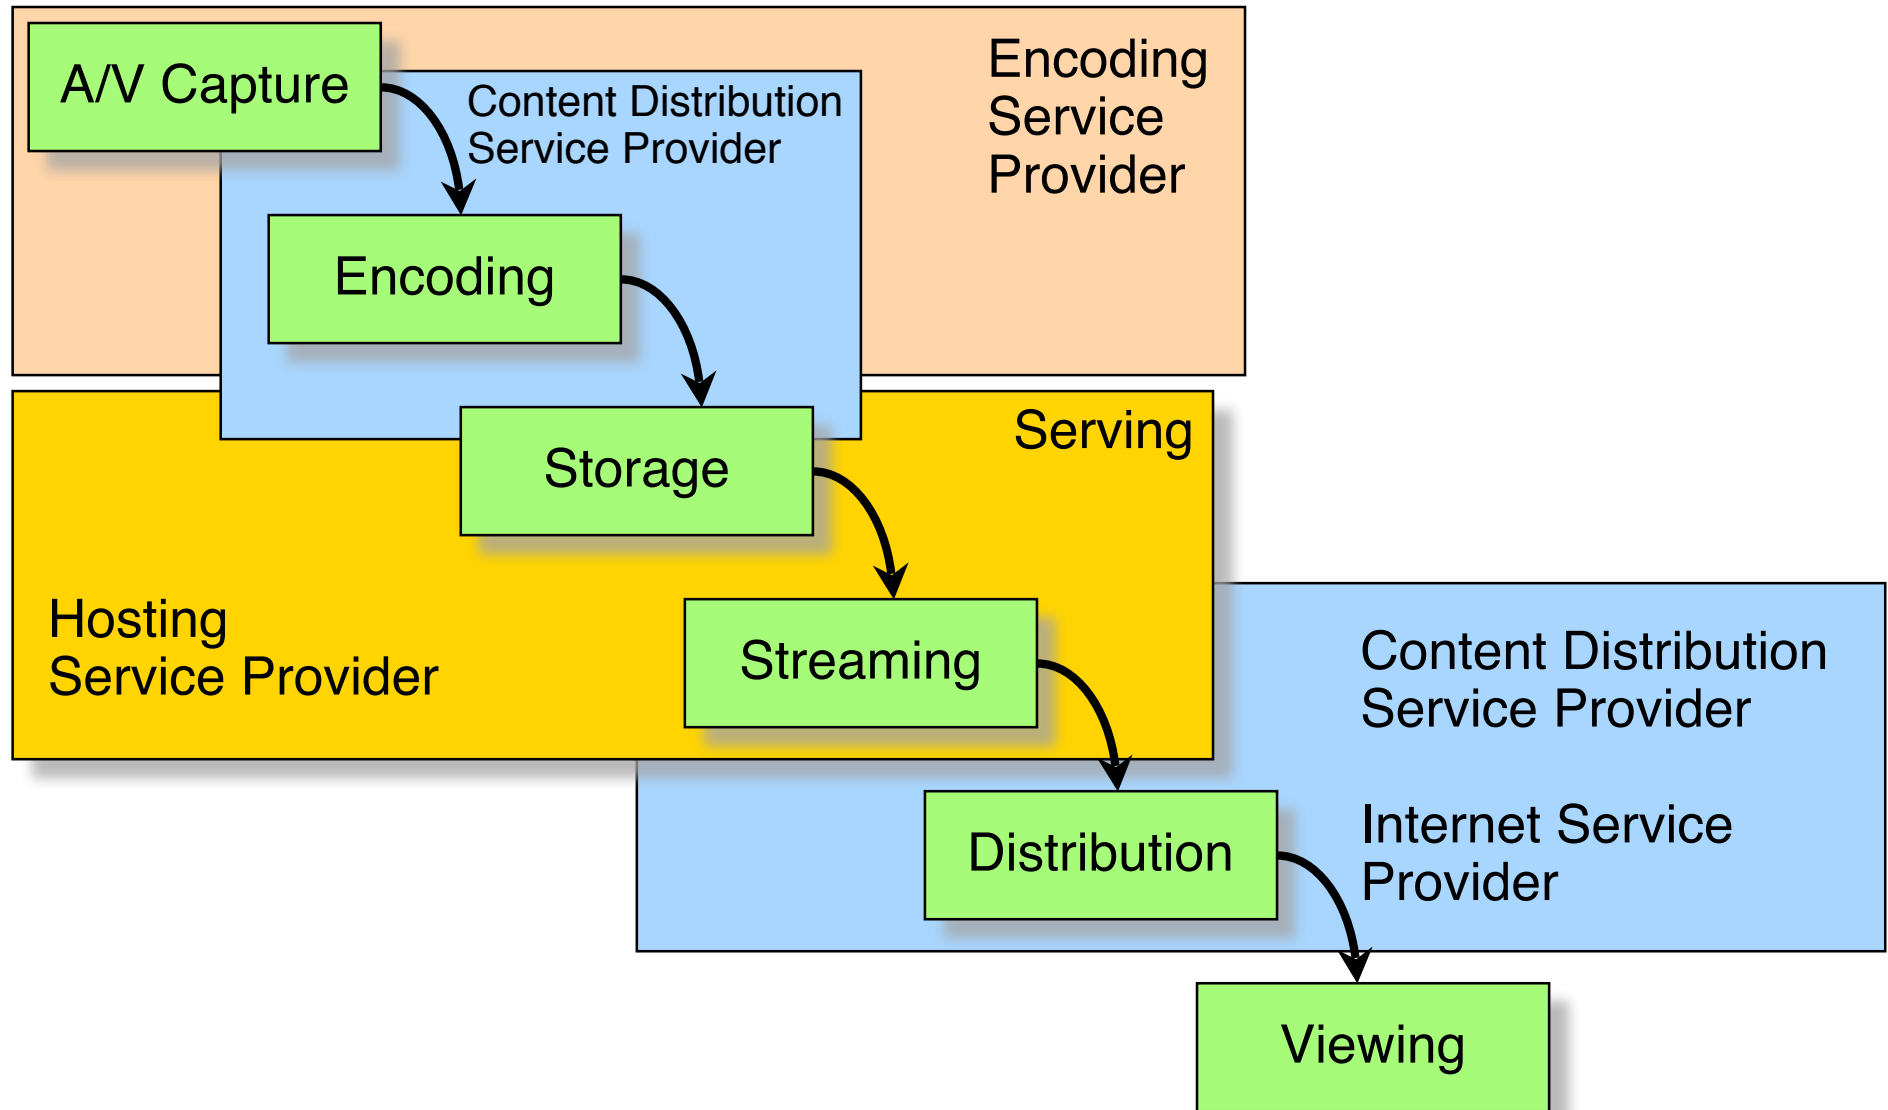 A/V Capture
Content Distribution
Service Provider
Encoding
Service
Provider
Encoding
Serving
Storage
Hosting
Service Provider
Streaming
Content Distribution
Service Provider
Internet Service
Provider
Distribution
Viewing